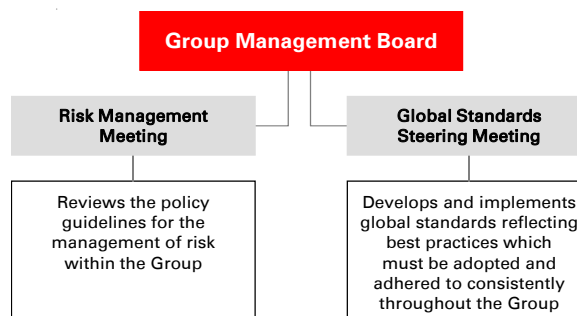 Group Management Board
Risk Management
Meeting
Global Standards
Steering Meeting
Reviews the policy
guidelines for the
management of risk
within the Group
Develops and implements
global standards reflecting
best practices which
must be adopted and
adhered to consistently
throughout the Group